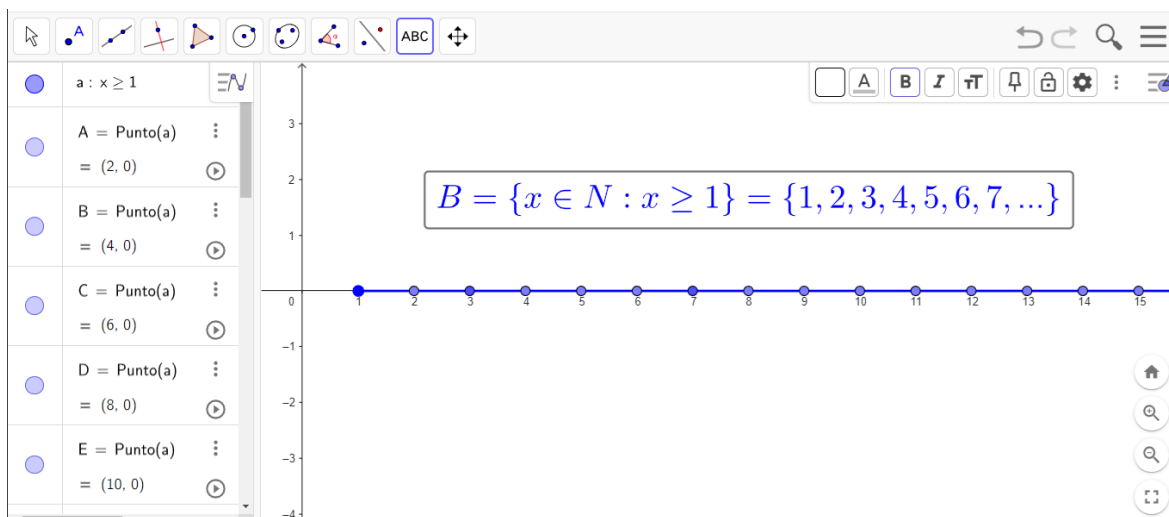 ABC
a : x ≥ 1
A = Punto(a)
= (2, 0)
B = Punto(a)
= (4, 0)
C = Punto(a)
= (6, 0)
D = Punto(a)
= (8, 0)
E = Punto(a)
= (10, 0)
A B I TT
3
2
B = {x ∈ N : x ≥ 1} = {1, 2, 3, 4, 5, 6, 7, ...}
1
0 1 2 3 4 5 6 7 8 9 10 11 12 13 14 15
−1
−2
−3
−4